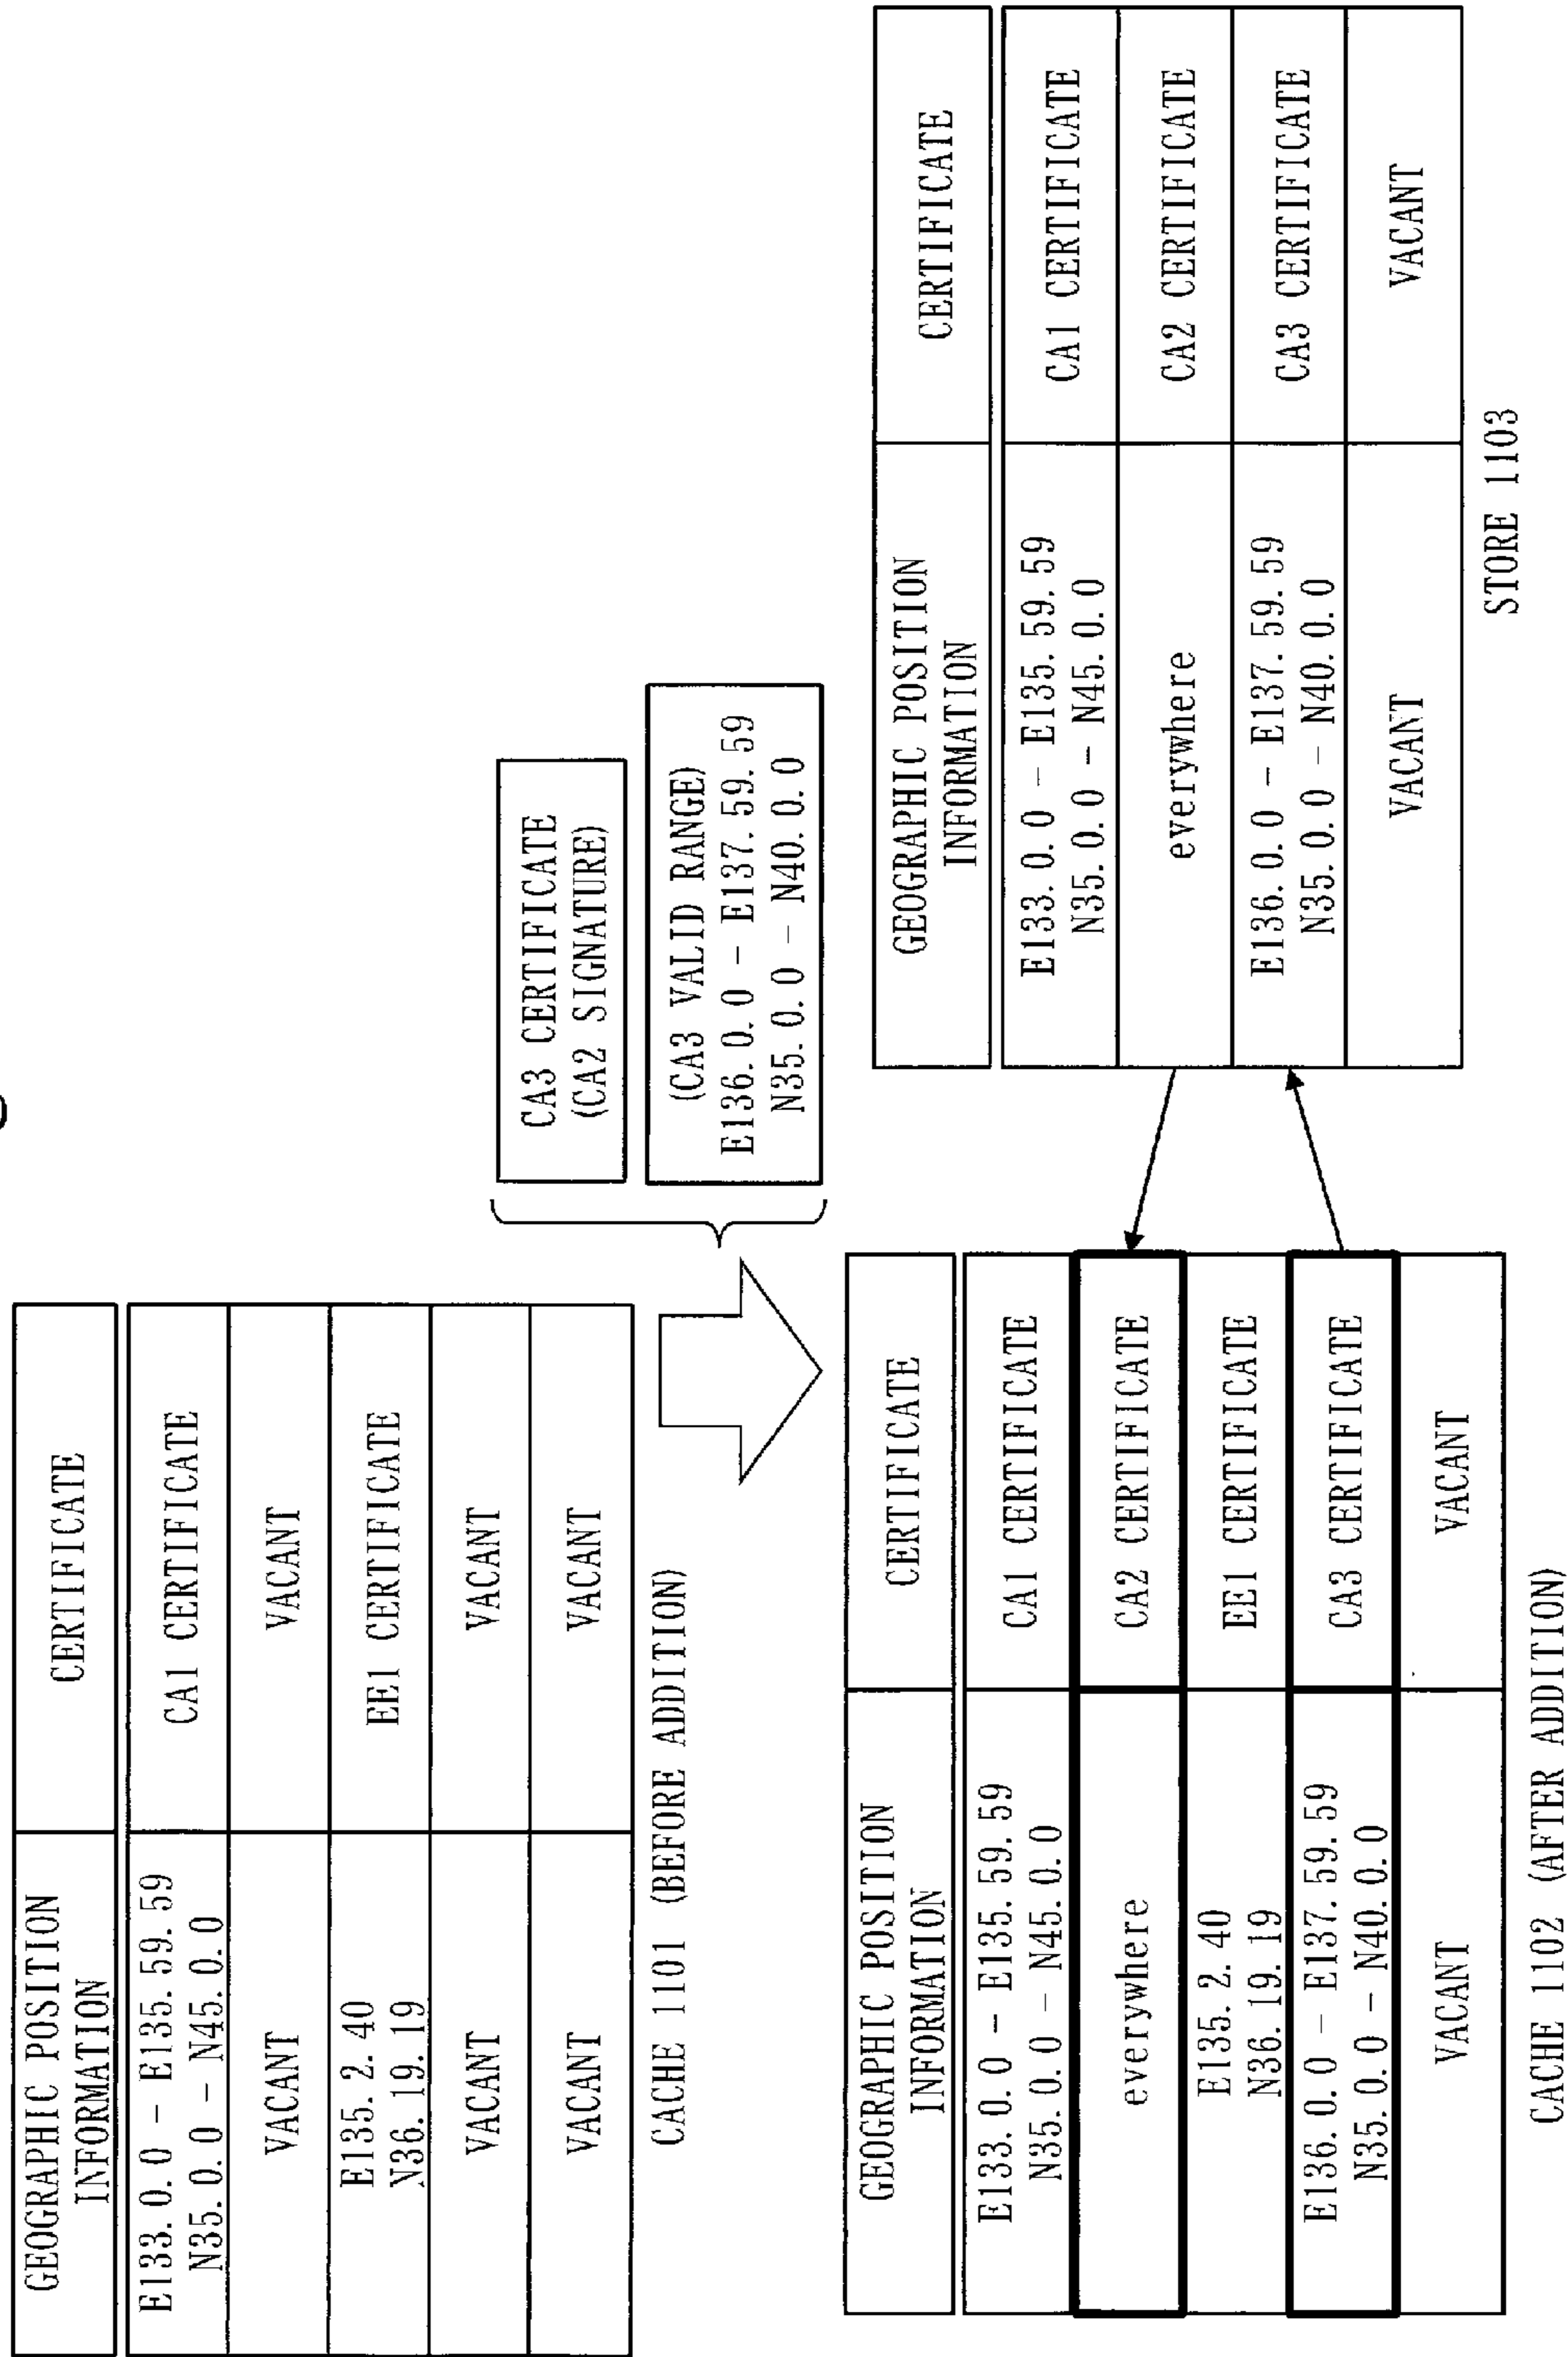 GEOGRAPHIC POSITION
INFORMATION
CERTIFICATE
E133. 0. 0 - E135. 59. 59
N35. 0. 0 - N45. 0. 0
CA1 CERTIFICATE
VACANT
VACANT
E135. 2. 40
N36. 19. 19
EE1 CERTIFICATE
VACANT
VACANT
VACANT
VACANT
CACHE 1101 (BEFORE ADDITION)
CA3 CERTIFICATE
(CA2 SIGNATURE)
(CA3 VALID RANGE)
E136. 0. 0 - E137. 59. 59
N35. 0. 0 - N40. 0. 0
GEOGRAPHIC POSITION
INFORMATION
CERTIFICATE
E133. 0. 0 - E135. 59. 59
N35. 0. 0 - N45. 0. 0
CA1 CERTIFICATE
everywhere
CA2 CERTIFICATE
E135. 2. 40
N36. 19. 19
EE1 CERTIFICATE
E136. 0. 0 - E137. 59. 59
N35. 0. 0 - N40. 0. 0
CA3 CERTIFICATE
VACANT
VACANT
CACHE 1102 (AFTER ADDITION)
GEOGRAPHIC POSITION
INFORMATION
CERTIFICATE
E133. 0. 0 - E135. 59. 59
N35. 0. 0 - N45. 0. 0
CA1 CERTIFICATE
everywhere
CA2 CERTIFICATE
E136. 0. 0 - E137. 59. 59
N35. 0. 0 - N40. 0. 0
CA3 CERTIFICATE
VACANT
VACANT
STORE 1103